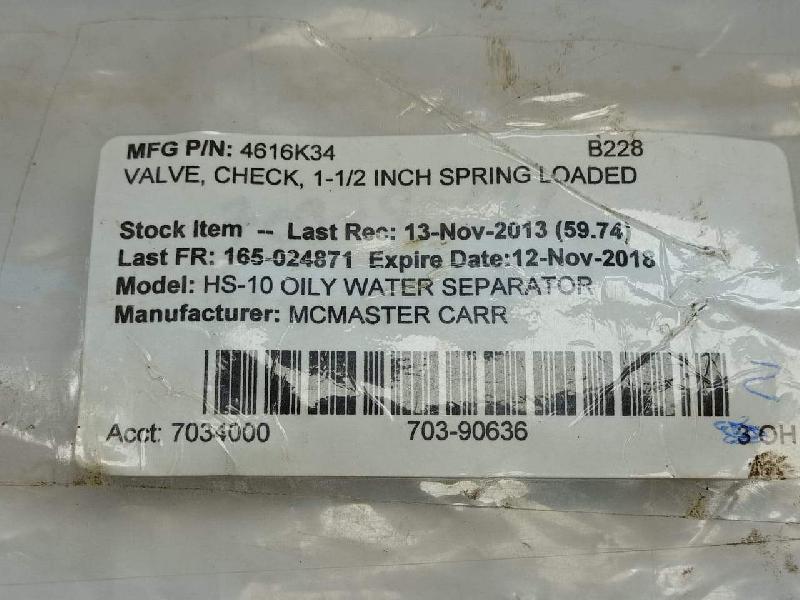 MFG P/N: 4616K34 B228
VALVE, CHECK, 1-1/2 INCH SPRING LOADED
Stock Item -- Last Rec: 13-Nov-2013 (59.74)
Last FR: 165-024871 Expire Date:12-Nov-2018
Model: HS-10 OILY WATER SEPARATOR
Manufacturer: MCMASTER CARR
Acct: 7034000 703-90636 3 OH